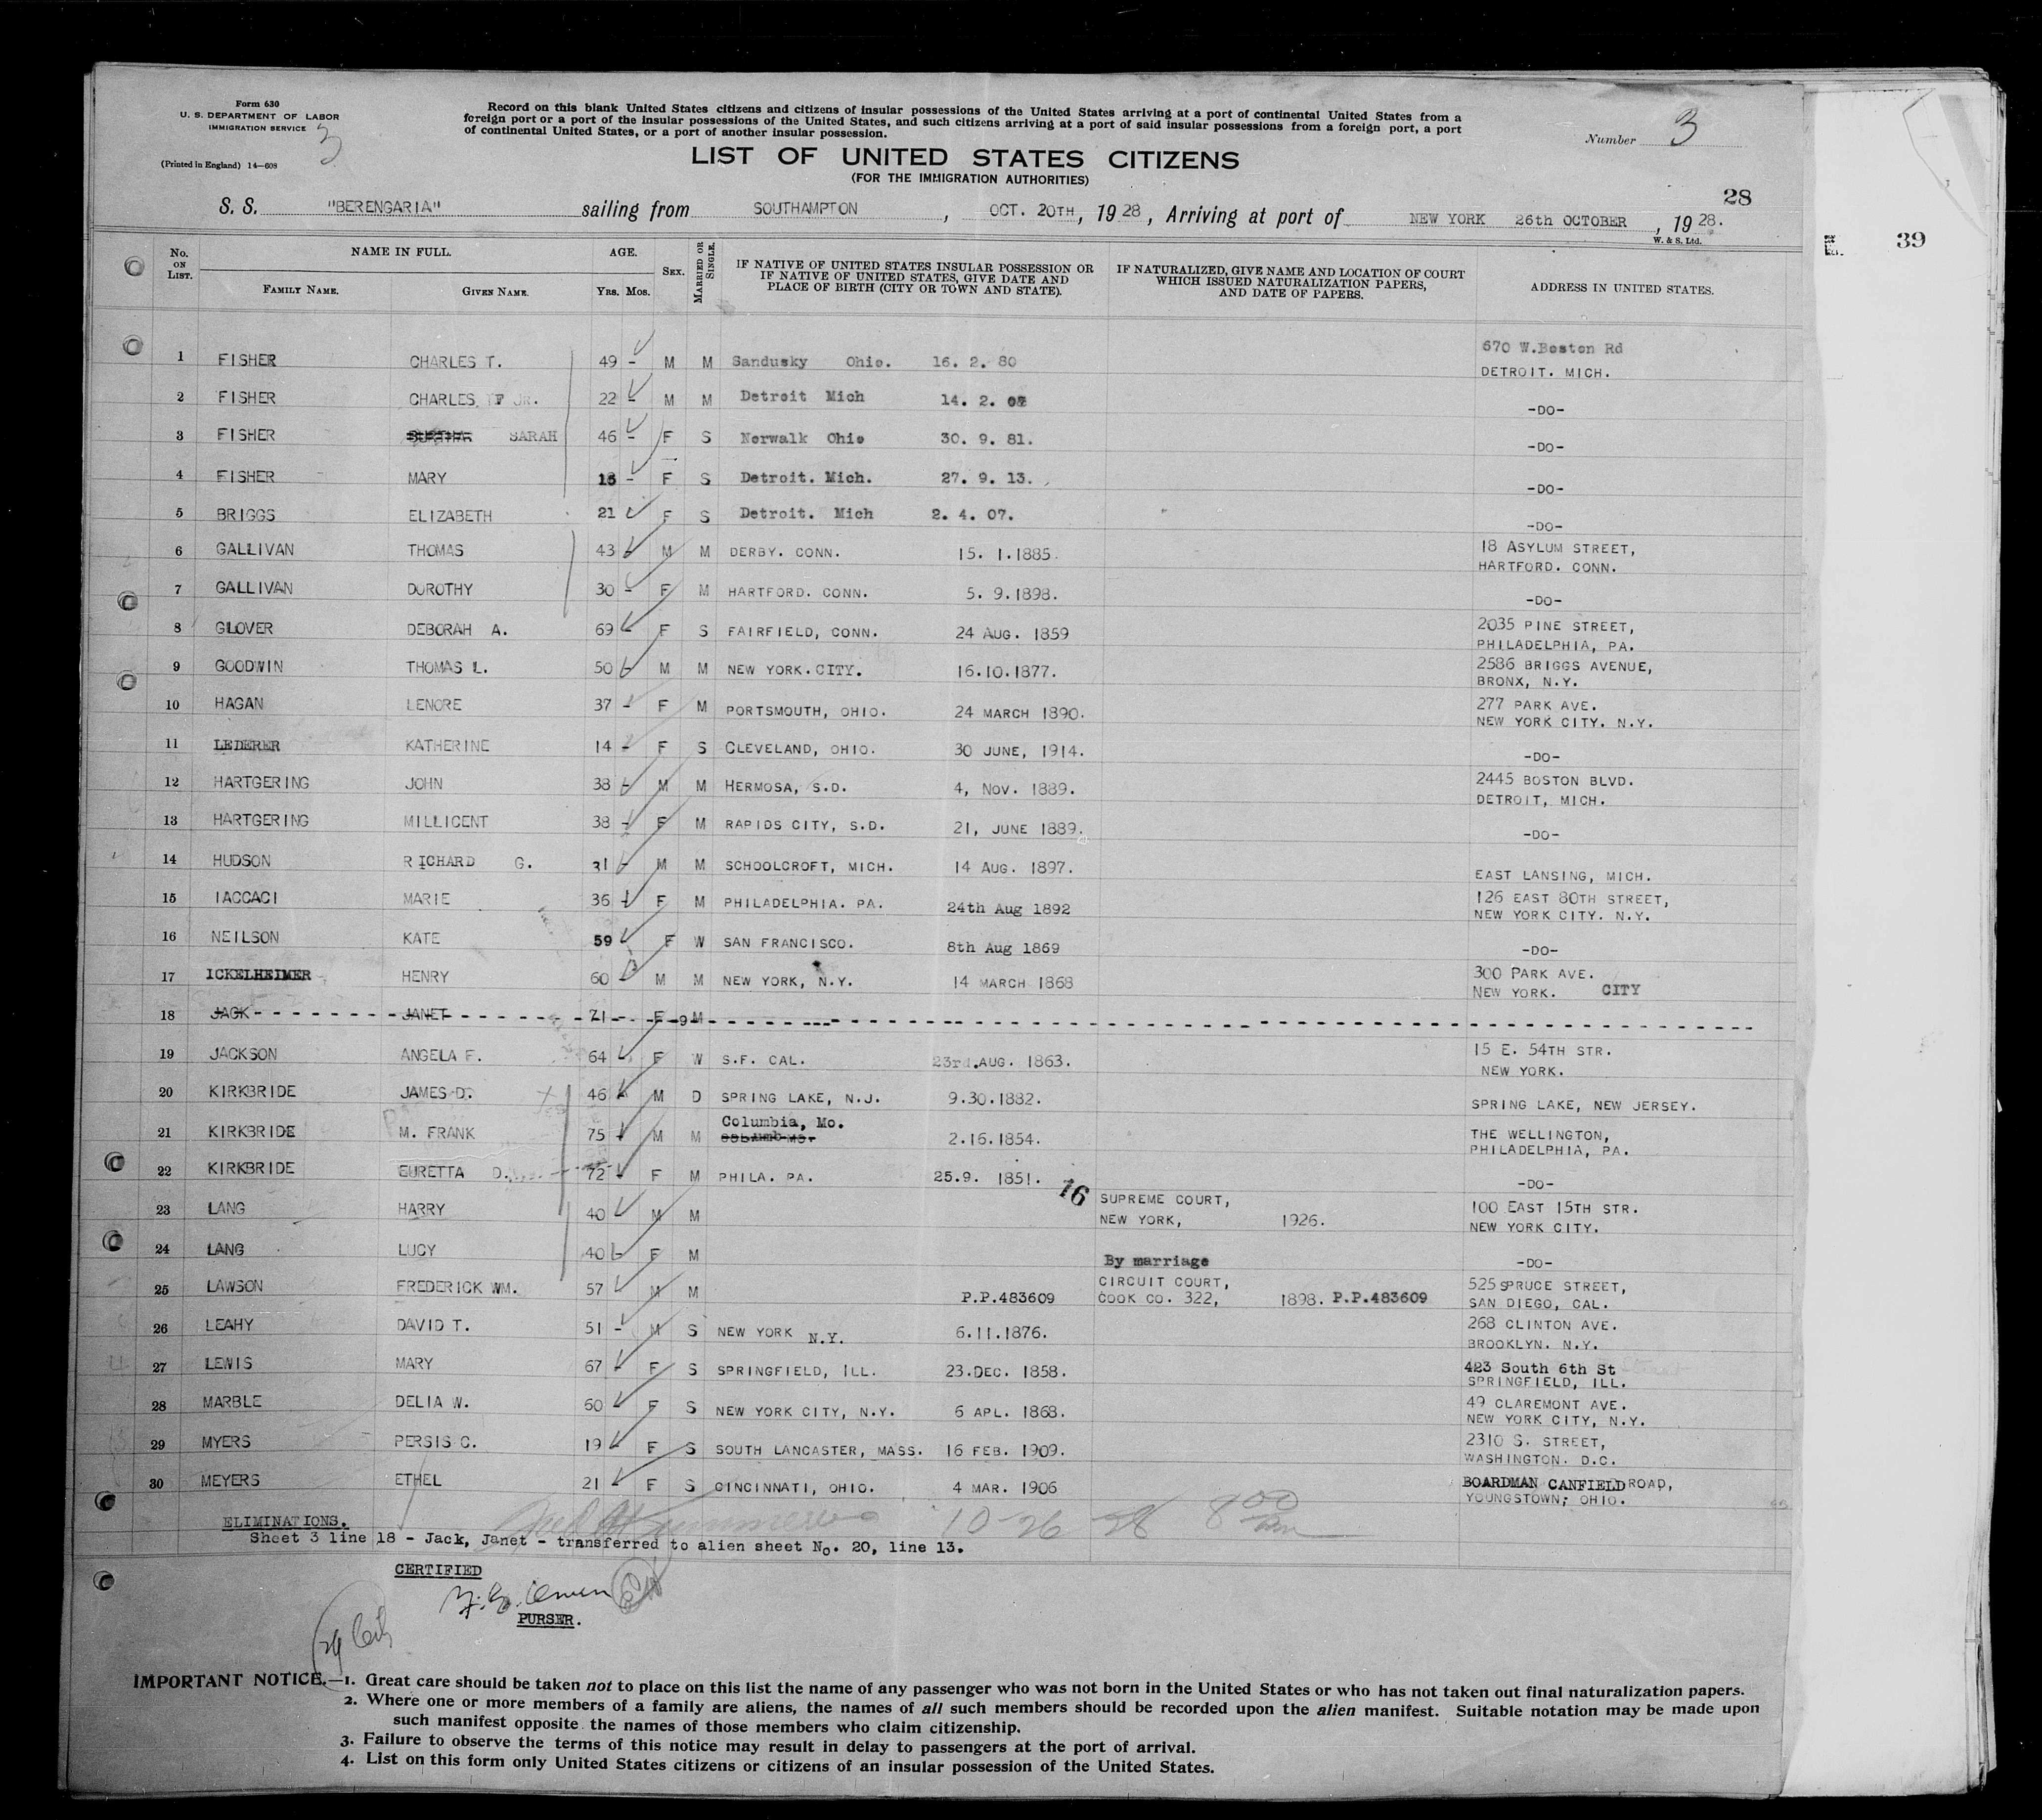 Form 630
U. S. DEPARTMENT OF LABOR
IMMIGRATION SERVICE
3
(Printed in England) 14—608
Record on this blank United States citizens and citizens of insular possessions of the United States arriving at a port of continental United States from a
foreign port or a port of the insular possessions of the United States, and such citizens arriving at a port of said insular possessions from a foreign port, a port
of continental United States, or a port of another insular possession.
Number 3
LIST OF UNITED STATES CITIZENS
(FOR THE IMMIGRATION AUTHORITIES)
28
S. S. "BERENGARIA" sailing from SOUTHAMPTON, OCT. 20TH, 1928, Arriving at port of NEW YORK 26th OCTOBER, 1928.
W. & S. Ltd.
39
No. ON LIST. NAME IN FULL. FAMILY NAME. GIVEN NAME. AGE. Yrs. Mos. SEX. MARRIED OR SINGLE. IF NATIVE OF UNITED STATES INSULAR POSSESSION OR IF NATIVE OF UNITED STATES, GIVE DATE AND PLACE OF BIRTH (CITY OR TOWN AND STATE). IF NATURALIZED, GIVE NAME AND LOCATION OF COURT WHICH ISSUED NATURALIZATION PAPERS, AND DATE OF PAPERS. ADDRESS IN UNITED STATES.
1 FISHER CHARLES T. 49 - M M Sandusky Ohio. 16. 2. 80 670 W.Boston Rd
DETROIT. MICH.
2 FISHER CHARLES JR. 22 - M M Detroit Mich 14. 2. -DO-
3 FISHER SARAH 46 - F S Norwalk Ohio 30. 9. 81. -DO-
4 FISHER MARY - F S Detroit. Mich. 27. 9. 13. -DO-
5 BRIGGS ELIZABETH 21 F S Detroit. Mich 2. 4. 07. -DO-
6 GALLIVAN THOMAS 43 - M M DERBY. CONN. 15. 1.1885. 18 ASYLUM STREET,
HARTFORD. CONN.
7 GALLIVAN DOROTHY 30 - F M HARTFORD. CONN. 5. 9.1898. -DO-
8 GLOVER DEBORAH A. 69 - F S FAIRFIELD, CONN. 24 AUG. 1859 2035 PINE STREET,
PHILADELPHIA, PA.
9 GOODWIN THOMAS L. 50 - M M NEW YORK.CITY. 16.10.1877. 2586 BRIGGS AVENUE,
BRONX, N.Y.
10 HAGAN LENORE 37 - F M PORTSMOUTH, OHIO. 24 MARCH 1890. 277 PARK AVE.
NEW YORK CITY. N.Y.
11 LEDERER KATHERINE 14 - F S CLEVELAND, OHIO. 30 JUNE, 1914. -DO-
12 HARTGERING JOHN 38 - M M HERMOSA, S.D. 4, Nov. 1889. 2445 BOSTON BLVD.
DETROIT, MICH.
13 HARTGERING MILLICENT 38 - F M RAPIDS CITY, S.D. 21, JUNE 1889. -DO-
14 HUDSON RICHARD G. 31 - M M SCHOOLCROFT, MICH. 14 AUG. 1897. EAST LANSING, MICH.
15 IACCACI MARIE 36 - F M PHILADELPHIA. PA. 24th Aug 1892 126 EAST 80TH STREET,
NEW YORK CITY. N.Y.
16 NEILSON KATE 59 F W SAN FRANCISCO. 8th Aug 1869 -DO-
17 ICKELHEIMER HENRY 60 - M M NEW YORK, N.Y. 14 MARCH 1868 300 PARK AVE.
NEW YORK. CITY
18 JACK JANET 71 - F M
19 JACKSON ANGELA F. 64 - F W S.F. CAL. 23rd.AUG. 1863. 15 E. 54TH STR.
NEW YORK.
20 KIRKBRIDE JAMES D. 46 - M D SPRING LAKE, N.J. 9.30.1882. SPRING LAKE, NEW JERSEY.
21 KIRKBRIDE M. FRANK 75 - M M Columbia, Mo. 2.16.1854. THE WELLINGTON,
PHILADELPHIA, PA.
22 KIRKBRIDE EURETTA D. 72 - F M PHILA. PA. 25.9. 1851. -DO-
16
23 LANG HARRY 40 - M M SUPREME COURT,
NEW YORK, 1926. 100 EAST 15TH STR.
NEW YORK CITY.
24 LANG LUCY 40 - F M By marriage -DO-
25 LAWSON FREDERICK WM. 57 M M P.P.483609 CIRCUIT COURT,
COOK CO. 322, 1898. P.P.483609 525 SPRUCE STREET,
SAN DIEGO, CAL.
26 LEAHY DAVID T. 51 - M S NEW YORK N.Y. 6.11.1876. 268 CLINTON AVE.
BROOKLYN. N.Y.
27 LEWIS MARY 67 - F S SPRINGFIELD, ILL. 23.DEC. 1858. 423 South 6th St
SPRINGFIELD, ILL.
28 MARBLE DELIA W. 60 - F S NEW YORK CITY, N.Y. 6 APL. 1868. 49 CLAREMONT AVE.
NEW YORK CITY, N.Y.
29 MYERS PERSIS C. 19 - F S SOUTH LANCASTER, MASS. 16 FEB. 1909. 2310 S. STREET,
WASHINGTON. D.C.
30 MEYERS ETHEL 21 - F S CINCINNATI, OHIO. 4 MAR. 1906 BOARDMAN CANFIELD ROAD,
YOUNGSTOWN, OHIO.
10-26-28 8 00
ELIMINATIONS.
Sheet 3 line 18 - Jack, Janet - transferred to alien sheet No. 20, line 13.
CERTIFIED
PURSER.
IMPORTANT NOTICE.—1. Great care should be taken not to place on this list the name of any passenger who was not born in the United States or who has not taken out final naturalization papers.
2. Where one or more members of a family are aliens, the names of all such members should be recorded upon the alien manifest. Suitable notation may be made upon
such manifest opposite the names of those members who claim citizenship.
3. Failure to observe the terms of this notice may result in delay to passengers at the port of arrival.
4. List on this form only United States citizens or citizens of an insular possession of the United States.